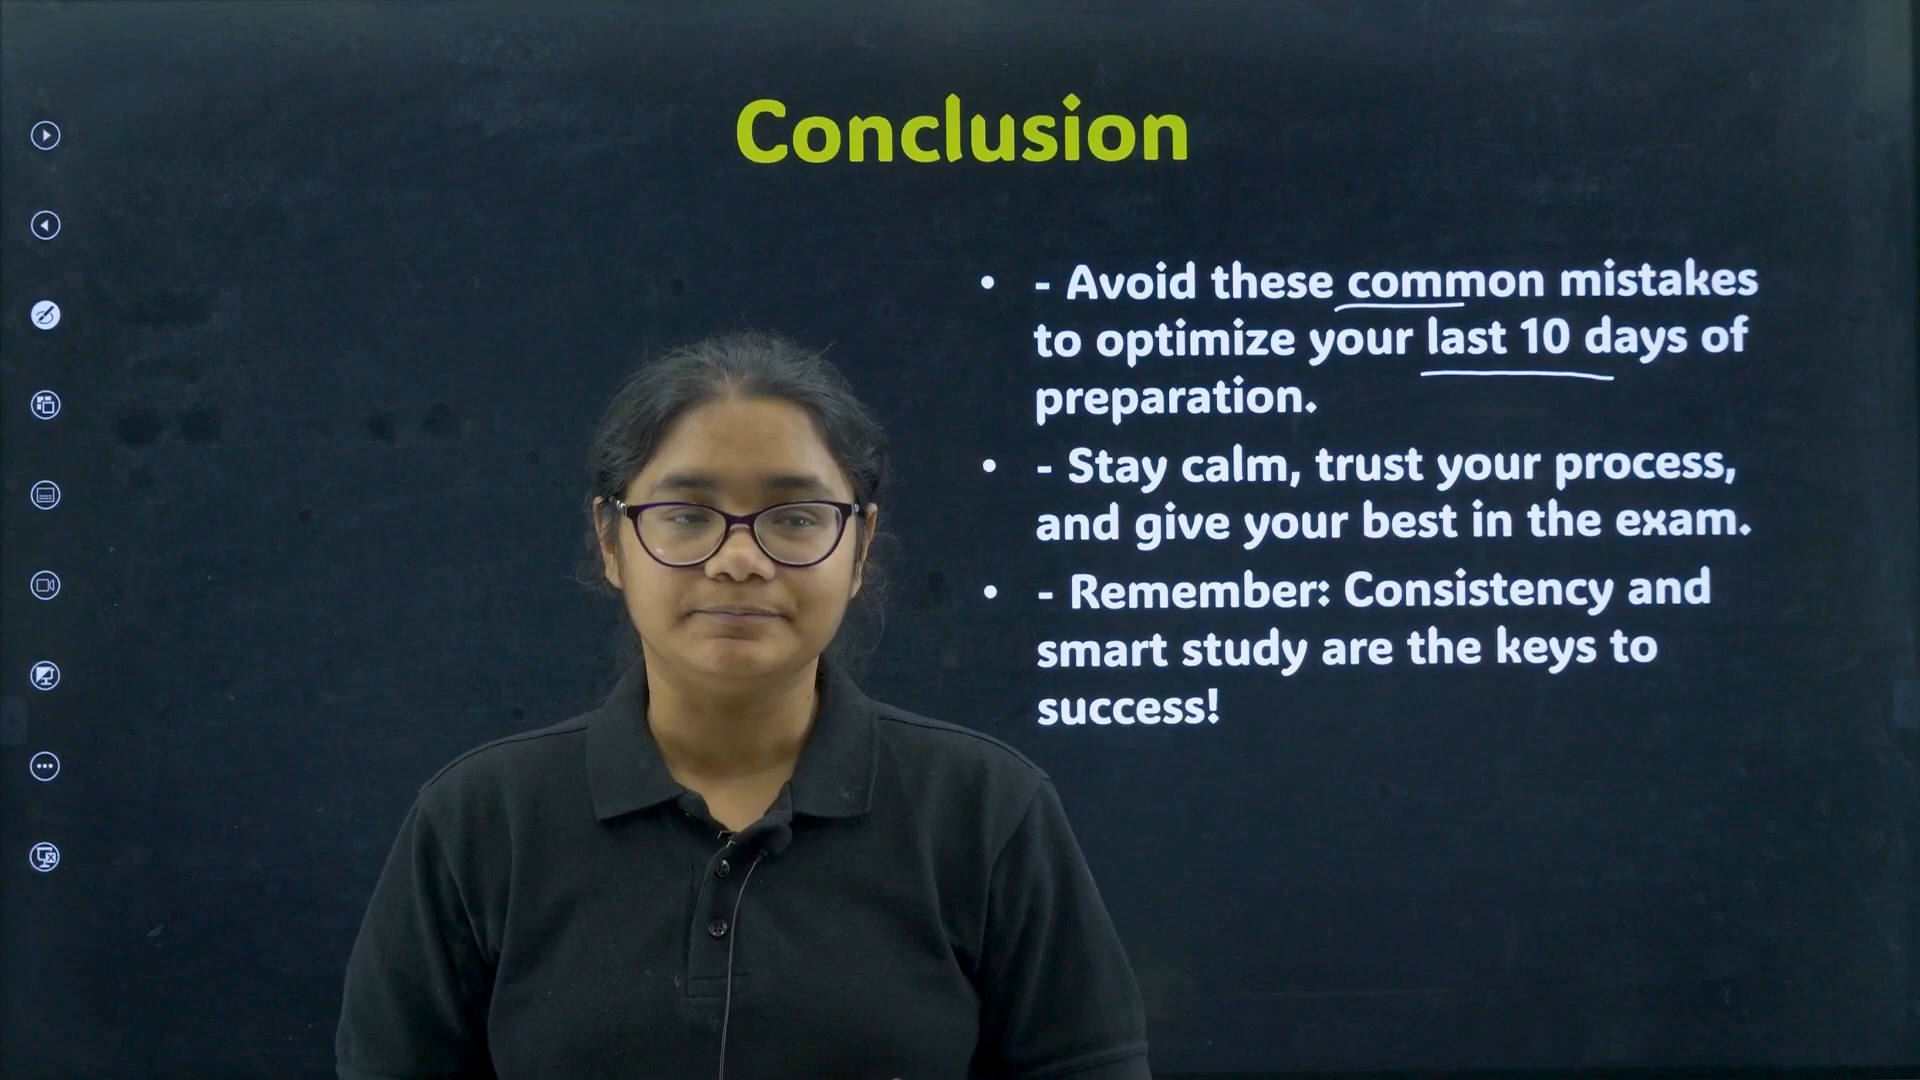 Conclusion
• - Avoid these common mistakes
to optimize your last 10 days of
preparation.
• - Stay calm, trust your process,
and give your best in the exam.
• - Remember: Consistency and
smart study are the keys to
success!